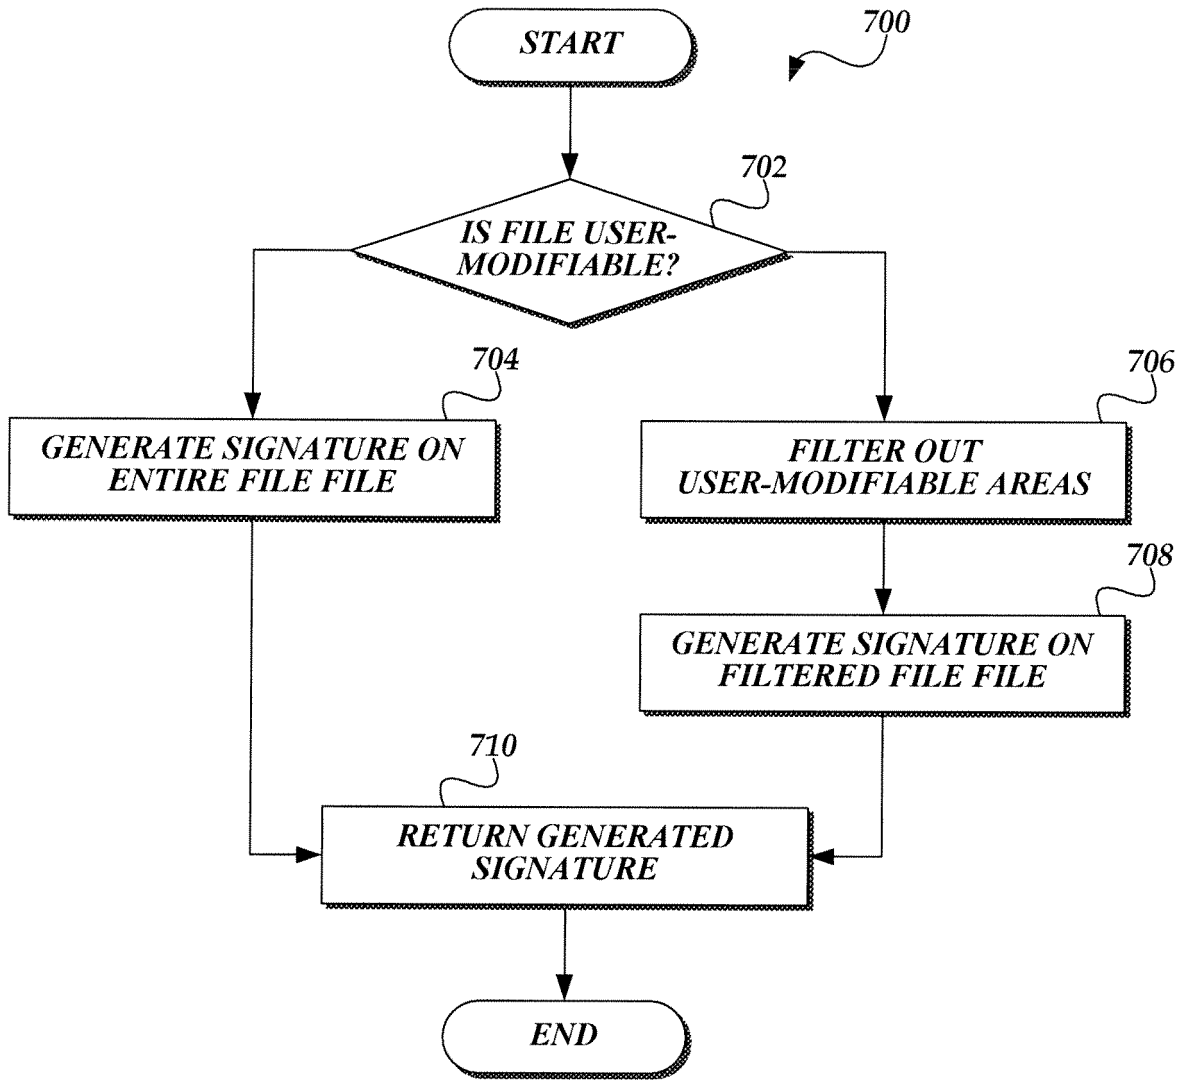 START
700
702
IS FILE USER-
MODIFIABLE?
704
706
GENERATE SIGNATURE ON
ENTIRE FILE FILE
FILTER OUT
USER-MODIFIABLE AREAS
708
GENERATE SIGNATURE ON
FILTERED FILE FILE
710
RETURN GENERATED
SIGNATURE
END